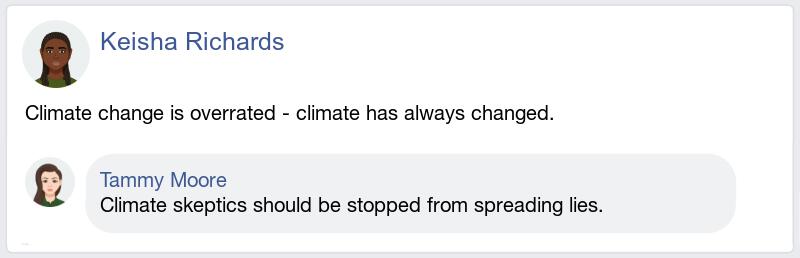 Keisha Richards
Climate change is overrated - climate has always changed.
Tammy Moore
Climate skeptics should be stopped from spreading lies.